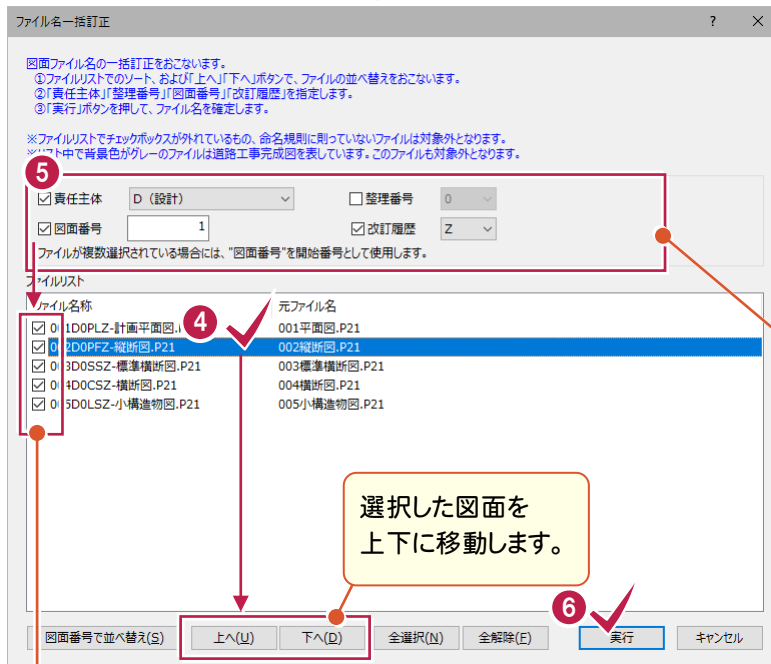 ファイル名一括訂正 ? ×
図面ファイル名の一括訂正をおこないます。
①ファイルリストでのソート、および「上へ」「下へ」ボタンで、ファイルの並べ替えをおこないます。
②「責任主体」「整理番号」「図面番号」「改訂履歴」を指定します。
③「実行」ボタンを押して、ファイル名を確定します。
※ファイルリストでチェックボックスが外れているもの、命名規則に則っていないファイルは対象外となります。
※リスト中で背景色がグレーのファイルは道路工事完成図を表しています。このファイルも対象外となります。
5
責任主体 D（設計） 整理番号 0
図面番号 1 改訂履歴 Z
ファイルが複数選択されている場合には、"図面番号"を開始番号として使用します。
ファイルリスト
ファイル名称 元ファイル名
4
001D0PLZ-計画平面図. 001平面図.P21
002D0PFZ-縦断図.P21 002縦断図.P21
003D0SSZ-標準横断図.P21 003標準横断図.P21
004D0CSZ-横断図.P21 004横断図.P21
005D0LSZ-小構造物図.P21 005小構造物図.P21
選択した図面を
上下に移動します。
6
図面番号で並べ替え(S) 上へ(U) 下へ(D) 全選択(N) 全解除(F) 実行 キャンセル